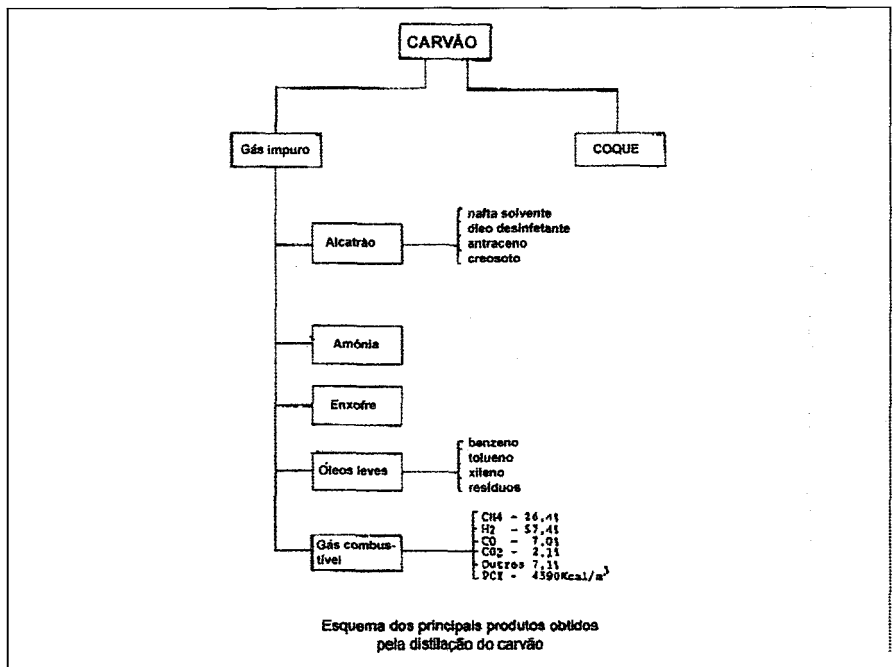 CARVÃO
Gás impuro
COQUE
Alcatrão
nafta solvente
óleo desinfetante
antraceno
creosoto
Amónia
Enxofre
Óleos leves
benzeno
tolueno
xileno
resíduos
Gás combus-
tível
CH4 - 26,4%
H2 - 57,4%
CO - 7,0%
CO2 - 2,1%
Outros 7,1%
PCI - 4390Kcal/m³
Esquema dos principais produtos obtidos
pela distilação do carvão